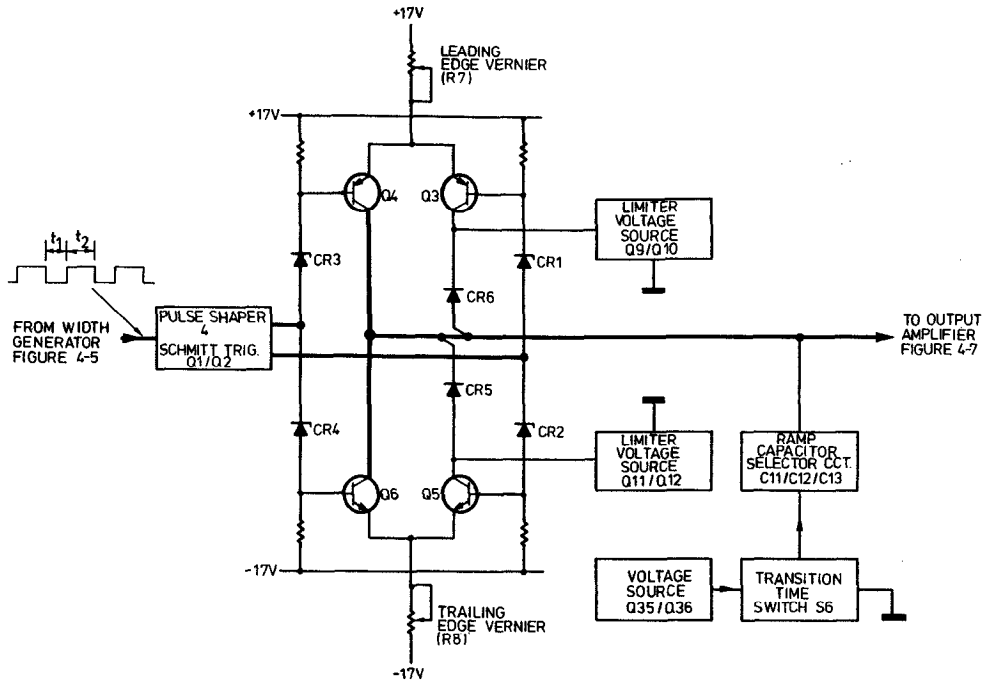 +17V
LEADING
EDGE VERNIER
(R7)
+17V
Q4
Q3
LIMITER
VOLTAGE
SOURCE
Q9/Q10
t1 t2
CR3
CR1
CR6
FROM WIDTH
GENERATOR
FIGURE 4-5
PULSE SHAPER
4
SCHMITT TRIG.
Q1/Q2
TO OUTPUT
AMPLIFIER
FIGURE 4-7
CR5
CR4
CR2
LIMITER
VOLTAGE
SOURCE
Q11/Q12
RAMP
CAPACITOR
SELECTOR CCT.
C11/C12/C13
Q6
Q5
-17V
VOLTAGE
SOURCE
Q35/Q36
TRANSITION
TIME
SWITCH S6
TRAILING
EDGE VERNIER
(R8)
-17V